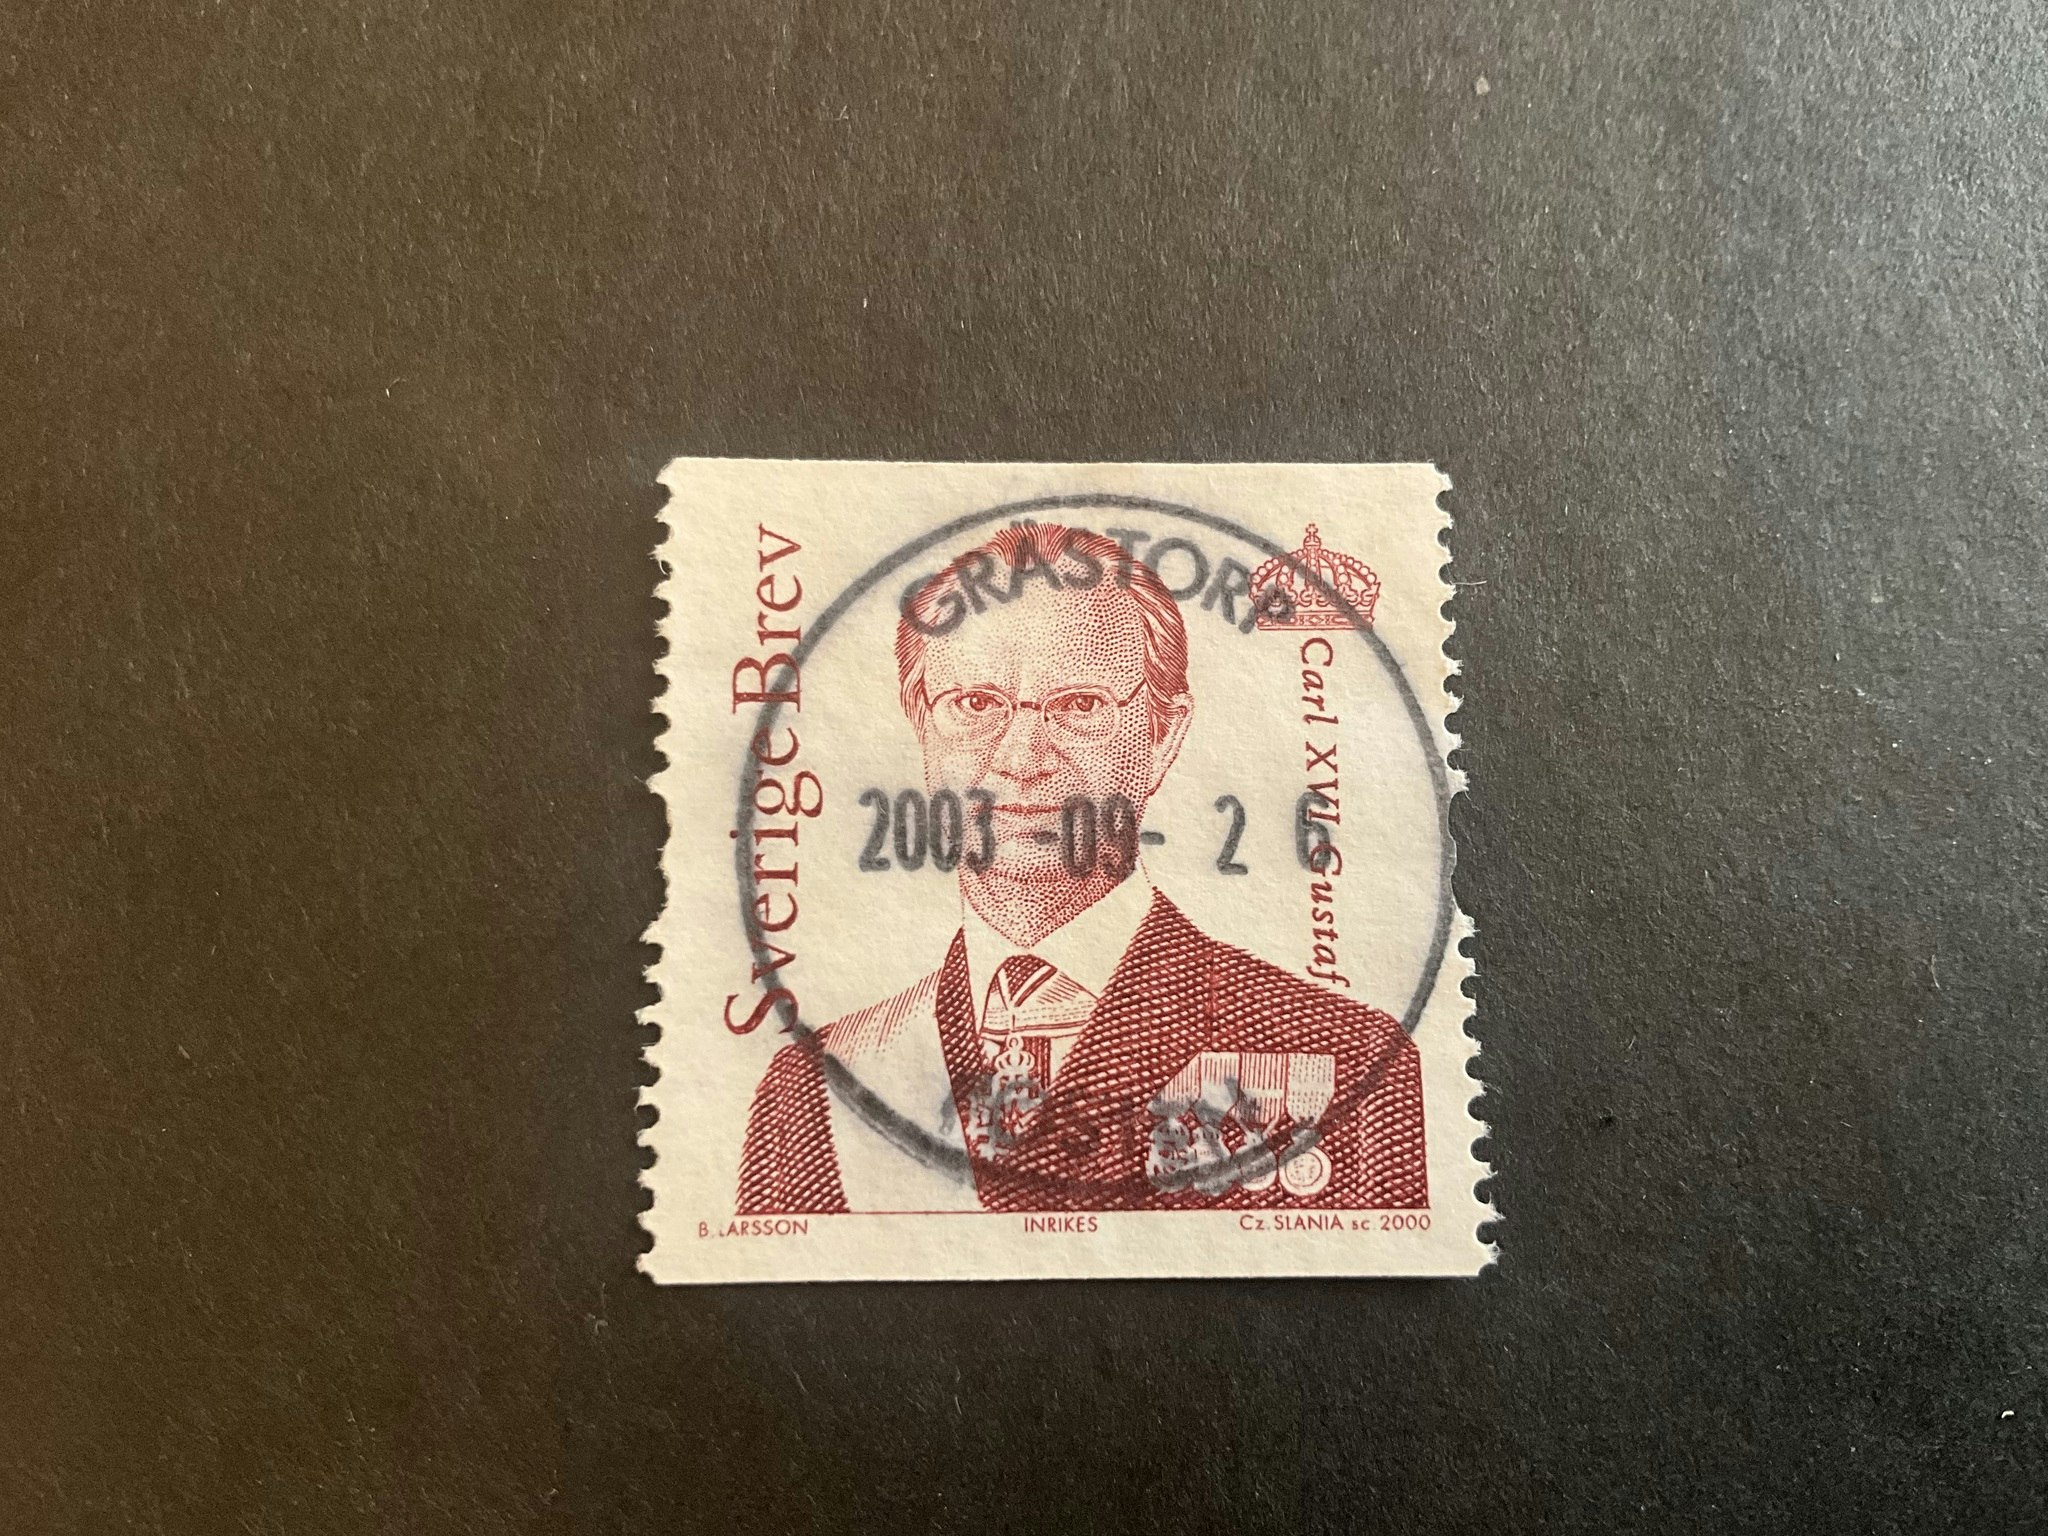 Sverige Brev
Carl XVI Gustaf
GRÄSTORP
2003 -09- 2 6
B. LARSSON
INRIKES
Cz. SLANIA sc. 2000